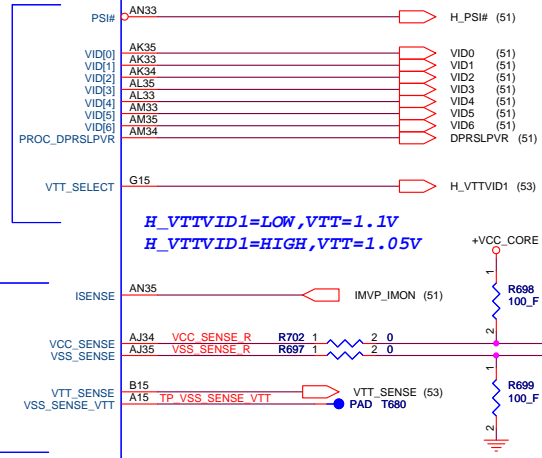 PSI# AN33 H_PSI# (51)
VID[0] AK35 VID0 (51)
VID[1] AK33 VID1 (51)
VID[2] AK34 VID2 (51)
VID[3] AL35 VID3 (51)
VID[4] AL33 VID4 (51)
VID[5] AM33 VID5 (51)
VID[6] AM35 VID6 (51)
PROC_DPRSLPVR AM34 DPRSLPVR (51)
VTT_SELECT G15 H_VTTVID1 (53)
H_VTTVID1=LOW,VTT=1.1V
H_VTTVID1=HIGH,VTT=1.05V
+VCC_CORE
1
R698
100_F
2
ISENSE AN35 IMVP_IMON (51)
VCC_SENSE AJ34 VCC_SENSE_R R702 1 2 0
VSS_SENSE AJ35 VSS_SENSE_R R697 1 2 0
1
R699
100_F
2
VTT_SENSE B15 VTT_SENSE (53)
VSS_SENSE_VTT A15 TP_VSS_SENSE_VTT PAD T680